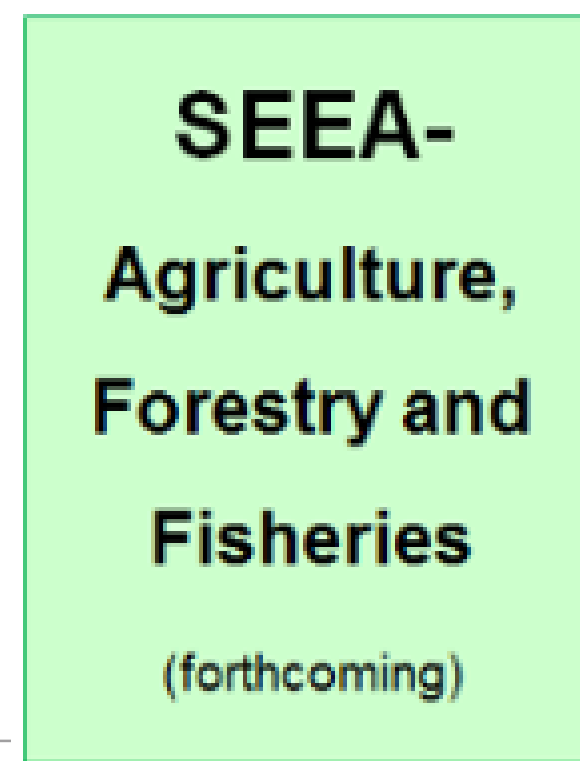 SEEA-
Agriculture,
Forestry and
Fisheries
(forthcoming)